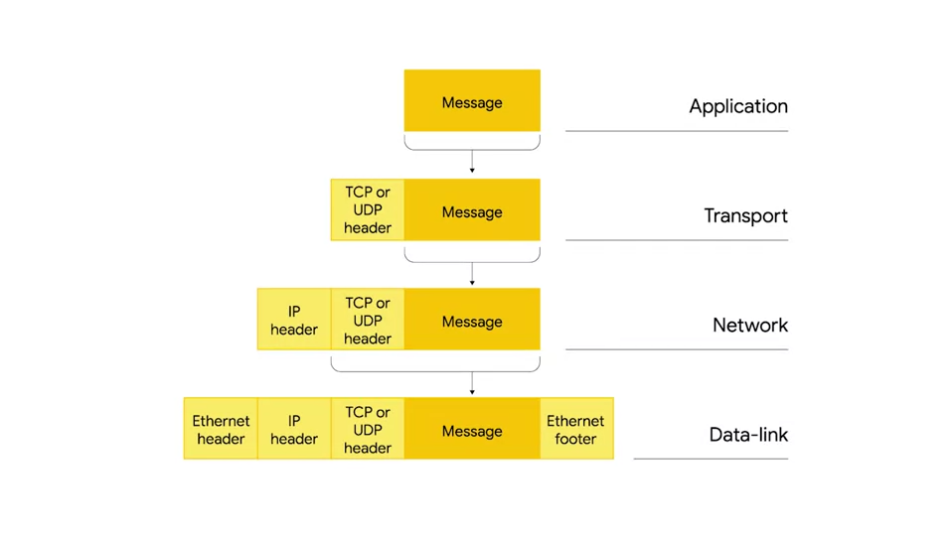 Message
Application
TCP or
UDP
header
Message
Transport
IP
header
TCP or
UDP
header
Message
Network
Ethernet
header
IP
header
TCP or
UDP
header
Message
Ethernet
footer
Data-link